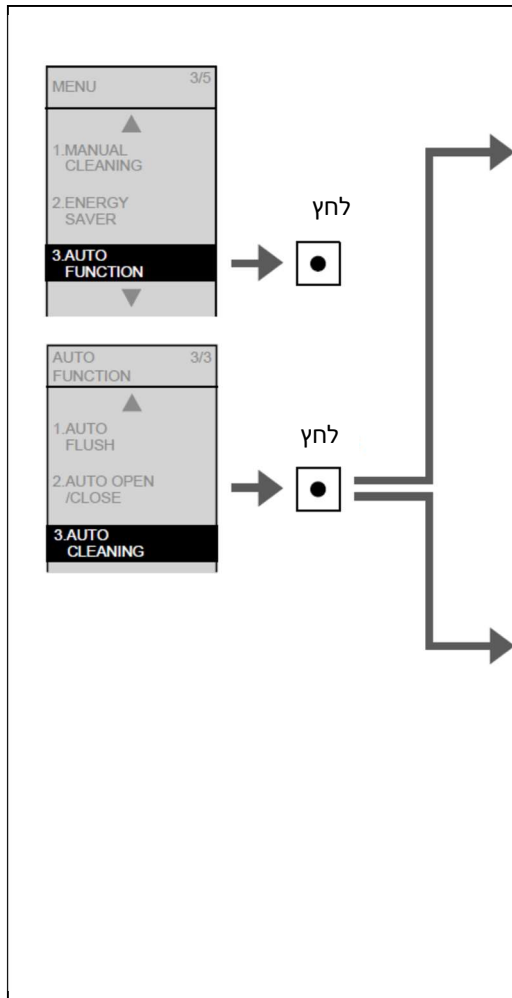 MENU 3/5
1.MANUAL
CLEANING
2.ENERGY
SAVER
3.AUTO
FUNCTION
לחץ
AUTO 3/3
FUNCTION
1.AUTO
FLUSH
2.AUTO OPEN
/CLOSE
3.AUTO
CLEANING
לחץ